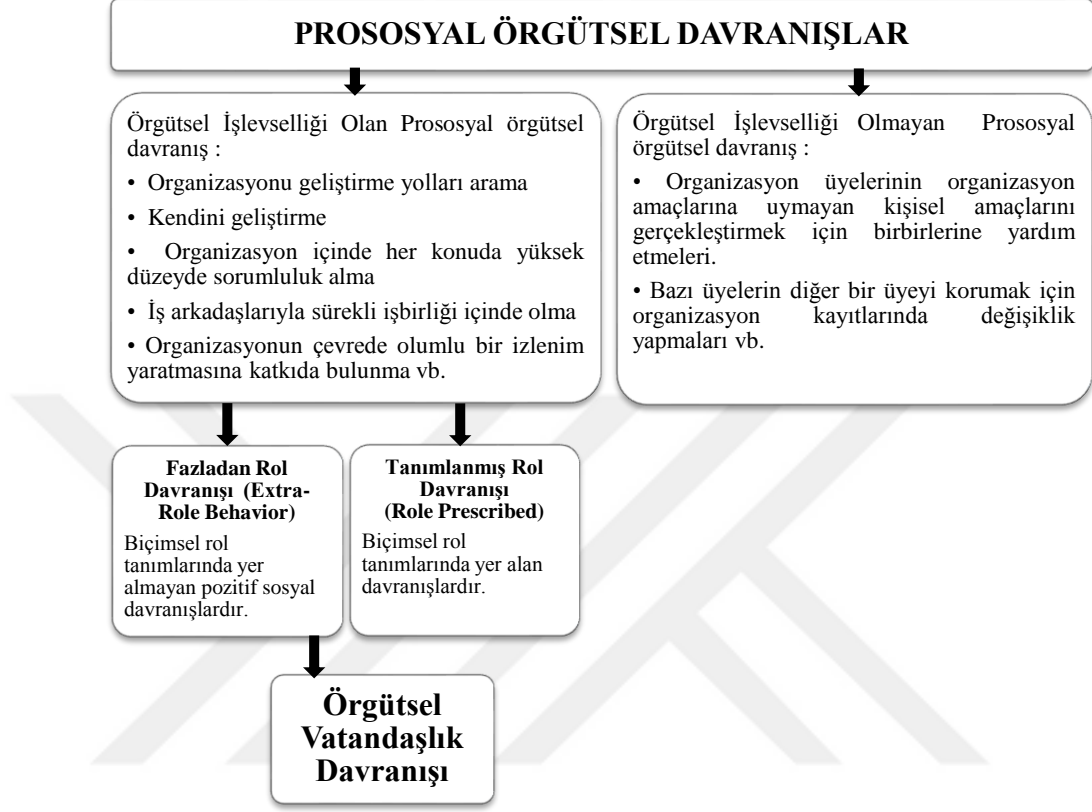 PROSOSYAL ÖRGÜTSEL DAVRANIŞLAR
Örgütsel İşlevselliği Olan Prososyal örgütsel
davranış :
• Organizasyonu geliştirme yolları arama
• Kendini geliştirme
• Organizasyon içinde her konuda yüksek
düzeyde sorumluluk alma
• İş arkadaşlarıyla sürekli işbirliği içinde olma
• Organizasyonun çevrede olumlu bir izlenim
yaratmasına katkıda bulunma vb.
Örgütsel İşlevselliği Olmayan Prososyal
örgütsel davranış :
• Organizasyon üyelerinin organizasyon
amaçlarına uymayan kişisel amaçlarını
gerçekleştirmek için birbirlerine yardım
etmeleri.
• Bazı üyelerin diğer bir üyeyi korumak için
organizasyon kayıtlarında değişiklik
yapmaları vb.
Fazladan Rol
Davranışı (Extra-
Role Behavior)
Biçimsel rol
tanımlarında yer
almayan pozitif sosyal
davranışlardır.
Tanımlanmış Rol
Davranışı
(Role Prescribed)
Biçimsel rol
tanımlarında yer alan
davranışlardır.
Örgütsel
Vatandaşlık
Davranışı